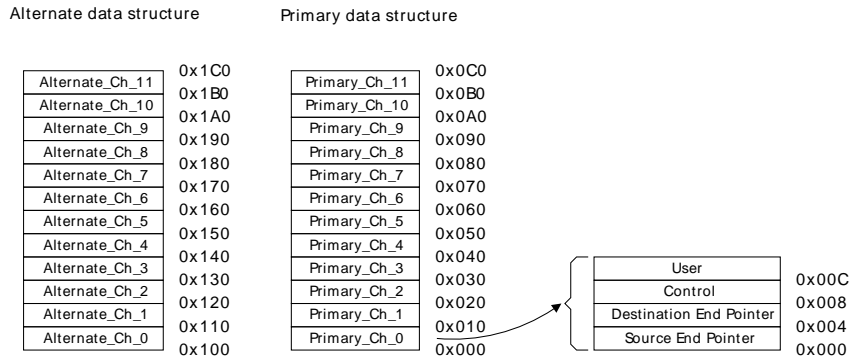 Alternate data structure
Primary data structure
0x1C0
Alternate_Ch_11
0x1B0
Alternate_Ch_10
0x1A0
Alternate_Ch_9
0x190
Alternate_Ch_8
0x180
Alternate_Ch_7
0x170
Alternate_Ch_6
0x160
Alternate_Ch_5
0x150
Alternate_Ch_4
0x140
Alternate_Ch_3
0x130
Alternate_Ch_2
0x120
Alternate_Ch_1
0x110
Alternate_Ch_0
0x100
0x0C0
Primary_Ch_11
0x0B0
Primary_Ch_10
0x0A0
Primary_Ch_9
0x090
Primary_Ch_8
0x080
Primary_Ch_7
0x070
Primary_Ch_6
0x060
Primary_Ch_5
0x050
Primary_Ch_4
0x040
Primary_Ch_3
0x030
Primary_Ch_2
0x020
Primary_Ch_1
0x010
Primary_Ch_0
0x000
User
0x00C
Control
0x008
Destination End Pointer
0x004
Source End Pointer
0x000